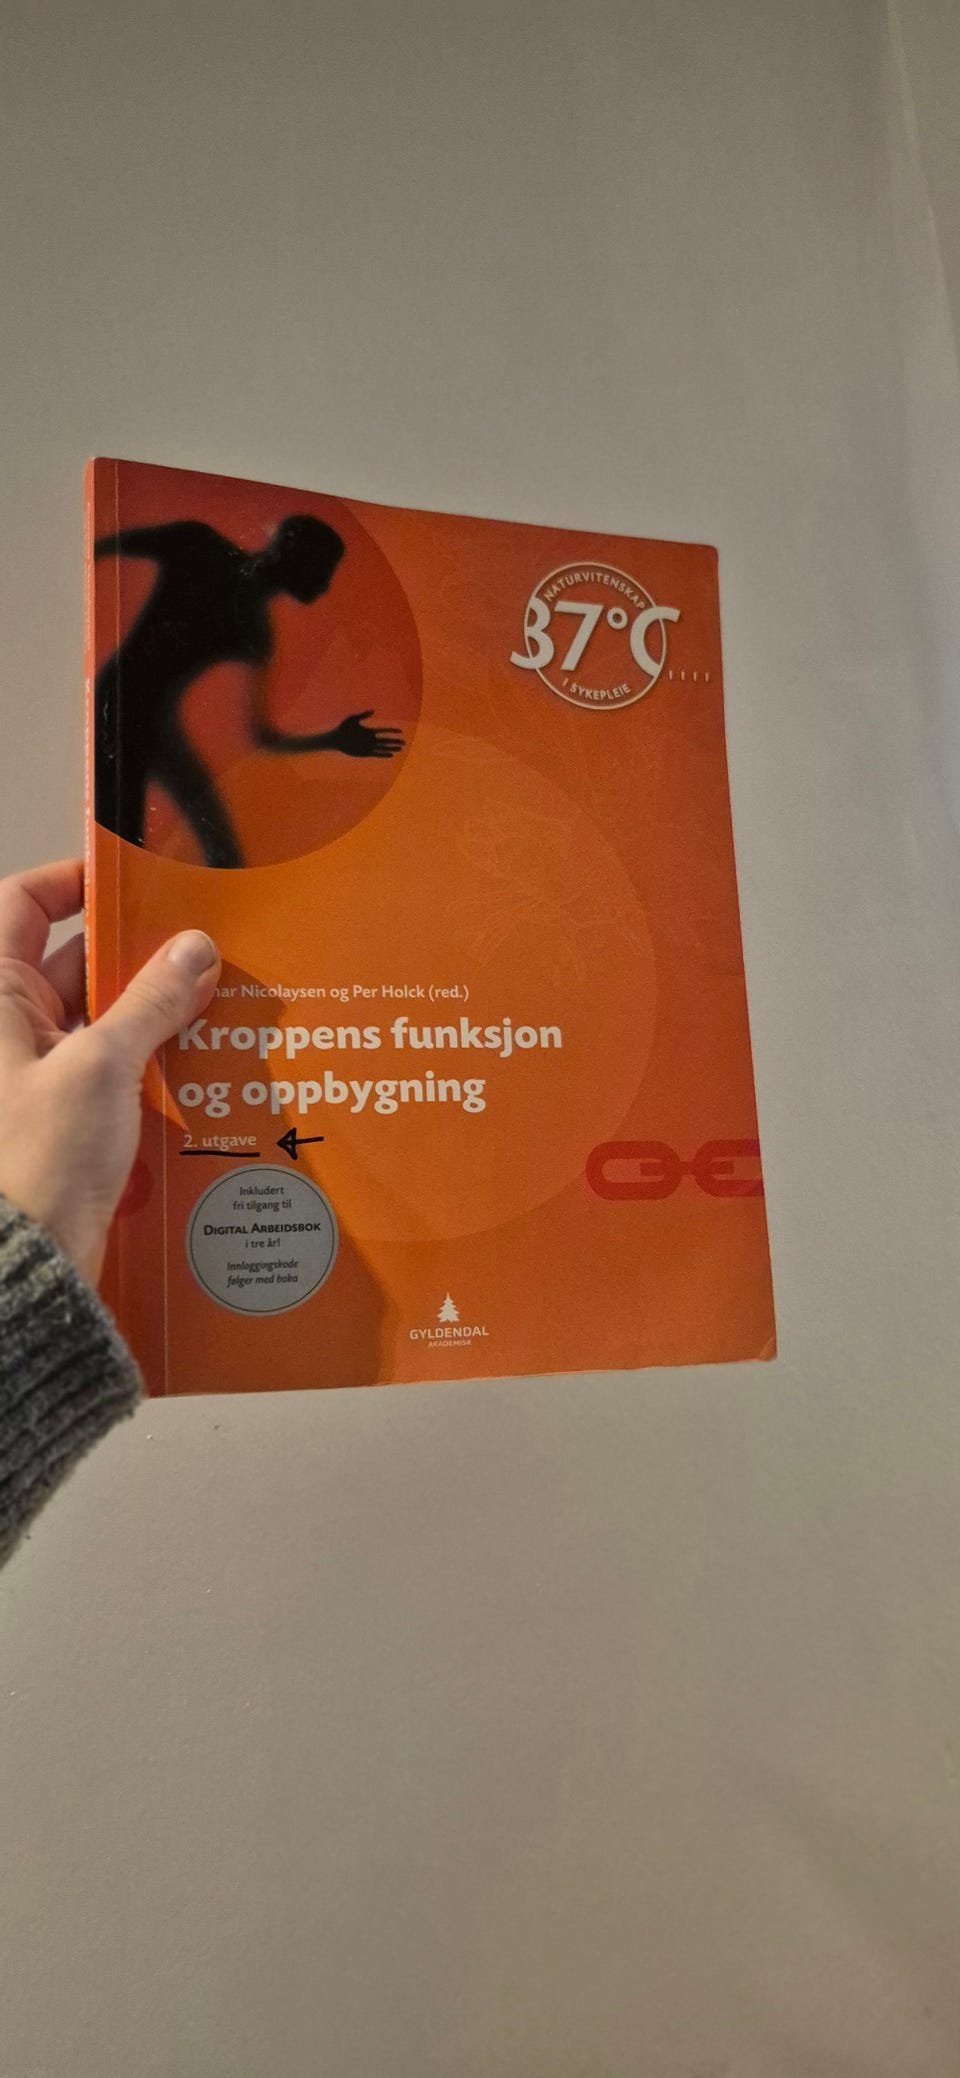 NATURVITENSKAP
37°C
I SYKEPLEIE
Nicolaysen og Per Holck (red.)
Kroppens funksjon
og oppbygning
2. utgave
Inkludert
fri tilgang til
DIGITAL ARBEIDSBOK
i tre år!
Innloggingskode
følger med boka
GYLDENDAL
AKADEMISK